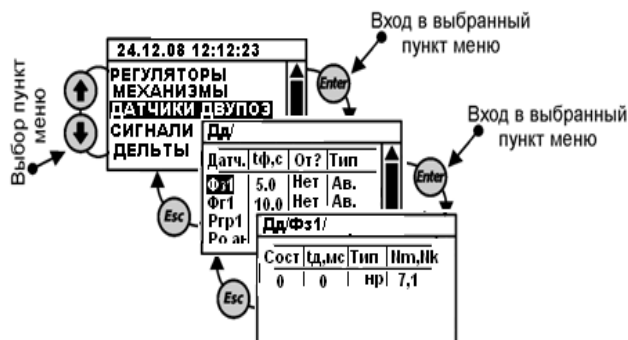 Вход в выбранный
пункт меню
24.12.08 12:12:23
РЕГУЛЯТОРЫ
МЕХАНИЗМЫ
ДАТЧИКИ ДВУПОЗ
СИГНАЛИ
ДЕЛЬТЫ
Enter
Выбор пункт
меню
Вход в выбранный
пункт меню
Дд/
Датч. tф,с От? Тип
Фз1 5.0 Нет Ав.
Фг1 10.0 Нет Ав.
Ргр1
Esc
Enter
Дд/Фз1/
Сост tд,мс Тип Nm,Nk
0 0 нр 7,1
Esc